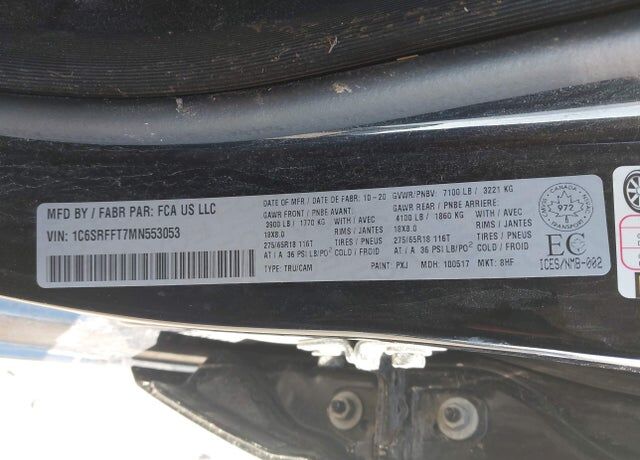 MFD BY / FABR PAR: FCA US LLC
VIN: 1C6SRFFT7MN553053
DATE OF MFR / DATE DE FABR: 10-20 GVWR/PNBV: 7100 LB / 3221 KG
GAWR FRONT / PNBE AVANT:
3900 LB / 1770 KG WITH / AVEC
RIMS / JANTES
18X8.0
TIRES / PNEUS
275/65R18 116T
AT / A 36 PSI LB/PO² COLD / FROID
GAWR REAR / PNBE ARRIERE:
4100 LB / 1860 KG WITH / AVEC
RIMS / JANTES
18X8.0
TIRES / PNEUS
275/65R18 116T
AT / A 36 PSI LB/PO² COLD / FROID
TYPE: TRU/CAM PAINT: PXJ MDH: 100517 MKT: 8HF
CANADA
972
TRANSPORT
EC
ICES/NMB-002